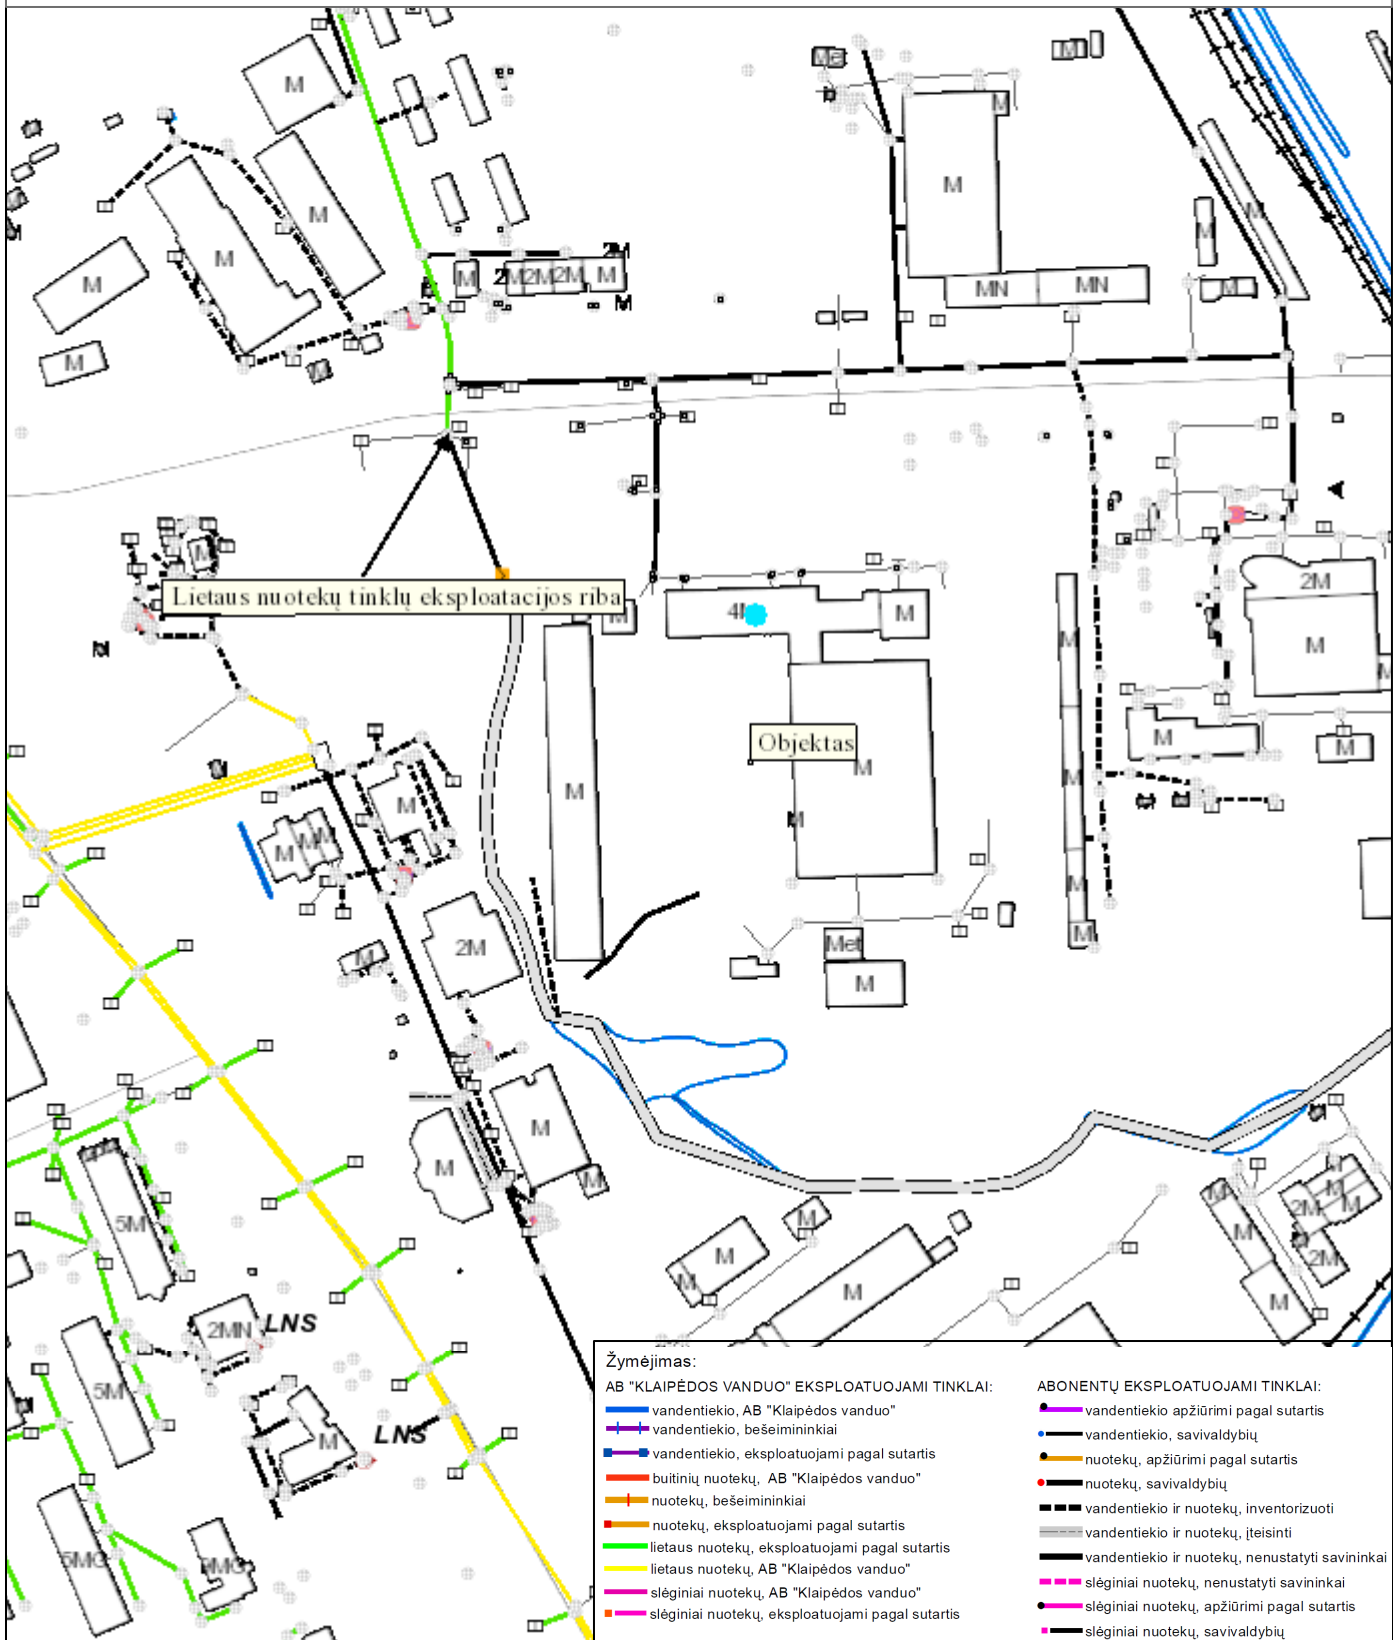 M
Met
M
M
M
M
M
M
M
M
M
M
M
2M
M
2M
2M
2M
M
M
MN
MN
M
M
M
Lietaus nuotekų tinklų eksploatacijos riba
M
4M
M
M
2M
M
M
M
M
Objektas
M
M
M
M
M
M
M
M
M
M
M
M
2M
M
Met
M
M
M
M
M
M
M
M
M
M
2M
M
M
2M
M
5M
2MN
LNS
5M
M
LNS
5MG
5MG
Žymėjimas:
AB "KLAIPĖDOS VANDUO" EKSPLOATUOJAMI TINKLAI:
vandentiekio, AB "Klaipėdos vanduo"
vandentiekio, bešeimininkiai
vandentiekio, eksploatuojami pagal sutartis
buitinių nuotekų, AB "Klaipėdos vanduo"
nuotekų, bešeimininkiai
nuotekų, eksploatuojami pagal sutartis
lietaus nuotekų, eksploatuojami pagal sutartis
lietaus nuotekų, AB "Klaipėdos vanduo"
slėginiai nuotekų, AB "Klaipėdos vanduo"
slėginiai nuotekų, eksploatuojami pagal sutartis
ABONENTŲ EKSPLOATUOJAMI TINKLAI:
vandentiekio apžiūrimi pagal sutartis
vandentiekio, savivaldybių
nuotekų, apžiūrimi pagal sutartis
nuotekų, savivaldybių
vandentiekio ir nuotekų, inventorizuoti
vandentiekio ir nuotekų, įteisinti
vandentiekio ir nuotekų, nenustatyti savininkai
slėginiai nuotekų, nenustatyti savininkai
slėginiai nuotekų, apžiūrimi pagal sutartis
slėginiai nuotekų, savivaldybių